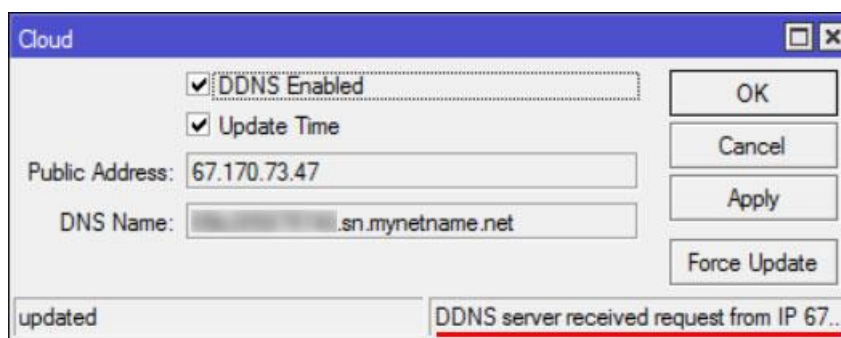 Cloud
DDNS Enabled
OK
Update Time
Cancel
Public Address: 67.170.73.47
Apply
DNS Name: .sn.mynetname.net
Force Update
updated
DDNS server received request from IP 67...